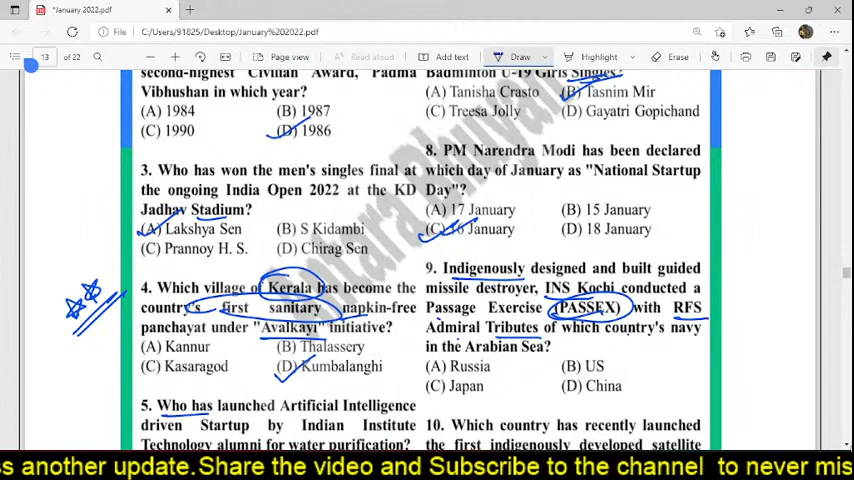 *January 2022.pdf
File
C:/Users/91825/Desktop/January%202022.pdf
13
of 22
Page view
Read aloud
Add text
Draw
Highlight
Erase
second-highest Civilian Award, Padma
Vibhushan in which year?
(A) 1984 (B) 1987
(C) 1990 (D) 1986
3. Who has won the men's singles final at
the ongoing India Open 2022 at the KD
Jadhav Stadium?
(A) Lakshya Sen (B) S Kidambi
(C) Prannoy H. S. (D) Chirag Sen
4. Which village of Kerala has become the
country's first sanitary napkin-free
panchayat under "Avalkayi" initiative?
(A) Kannur (B) Thalassery
(C) Kasaragod (D) Kumbalanghi
5. Who has launched Artificial Intelligence
driven Startup by Indian Institute
Technology alumni for water purification?
Badminton U-19 Girls Singles?
(A) Tanisha Crasto (B) Tasnim Mir
(C) Treesa Jolly (D) Gayatri Gopichand
8. PM Narendra Modi has been declared
which day of January as "National Startup
Day"?
(A) 17 January (B) 15 January
(C) 16 January (D) 18 January
9. Indigenously designed and built guided
missile destroyer, INS Kochi conducted a
Passage Exercise (PASSEX) with RFS
Admiral Tributes of which country's navy
in the Arabian Sea?
(A) Russia (B) US
(C) Japan (D) China
10. Which country has recently launched
the first indigenously developed satellite
Antara Bhuyan
ss another update.Share the video and Subscribe to the channel to never mis